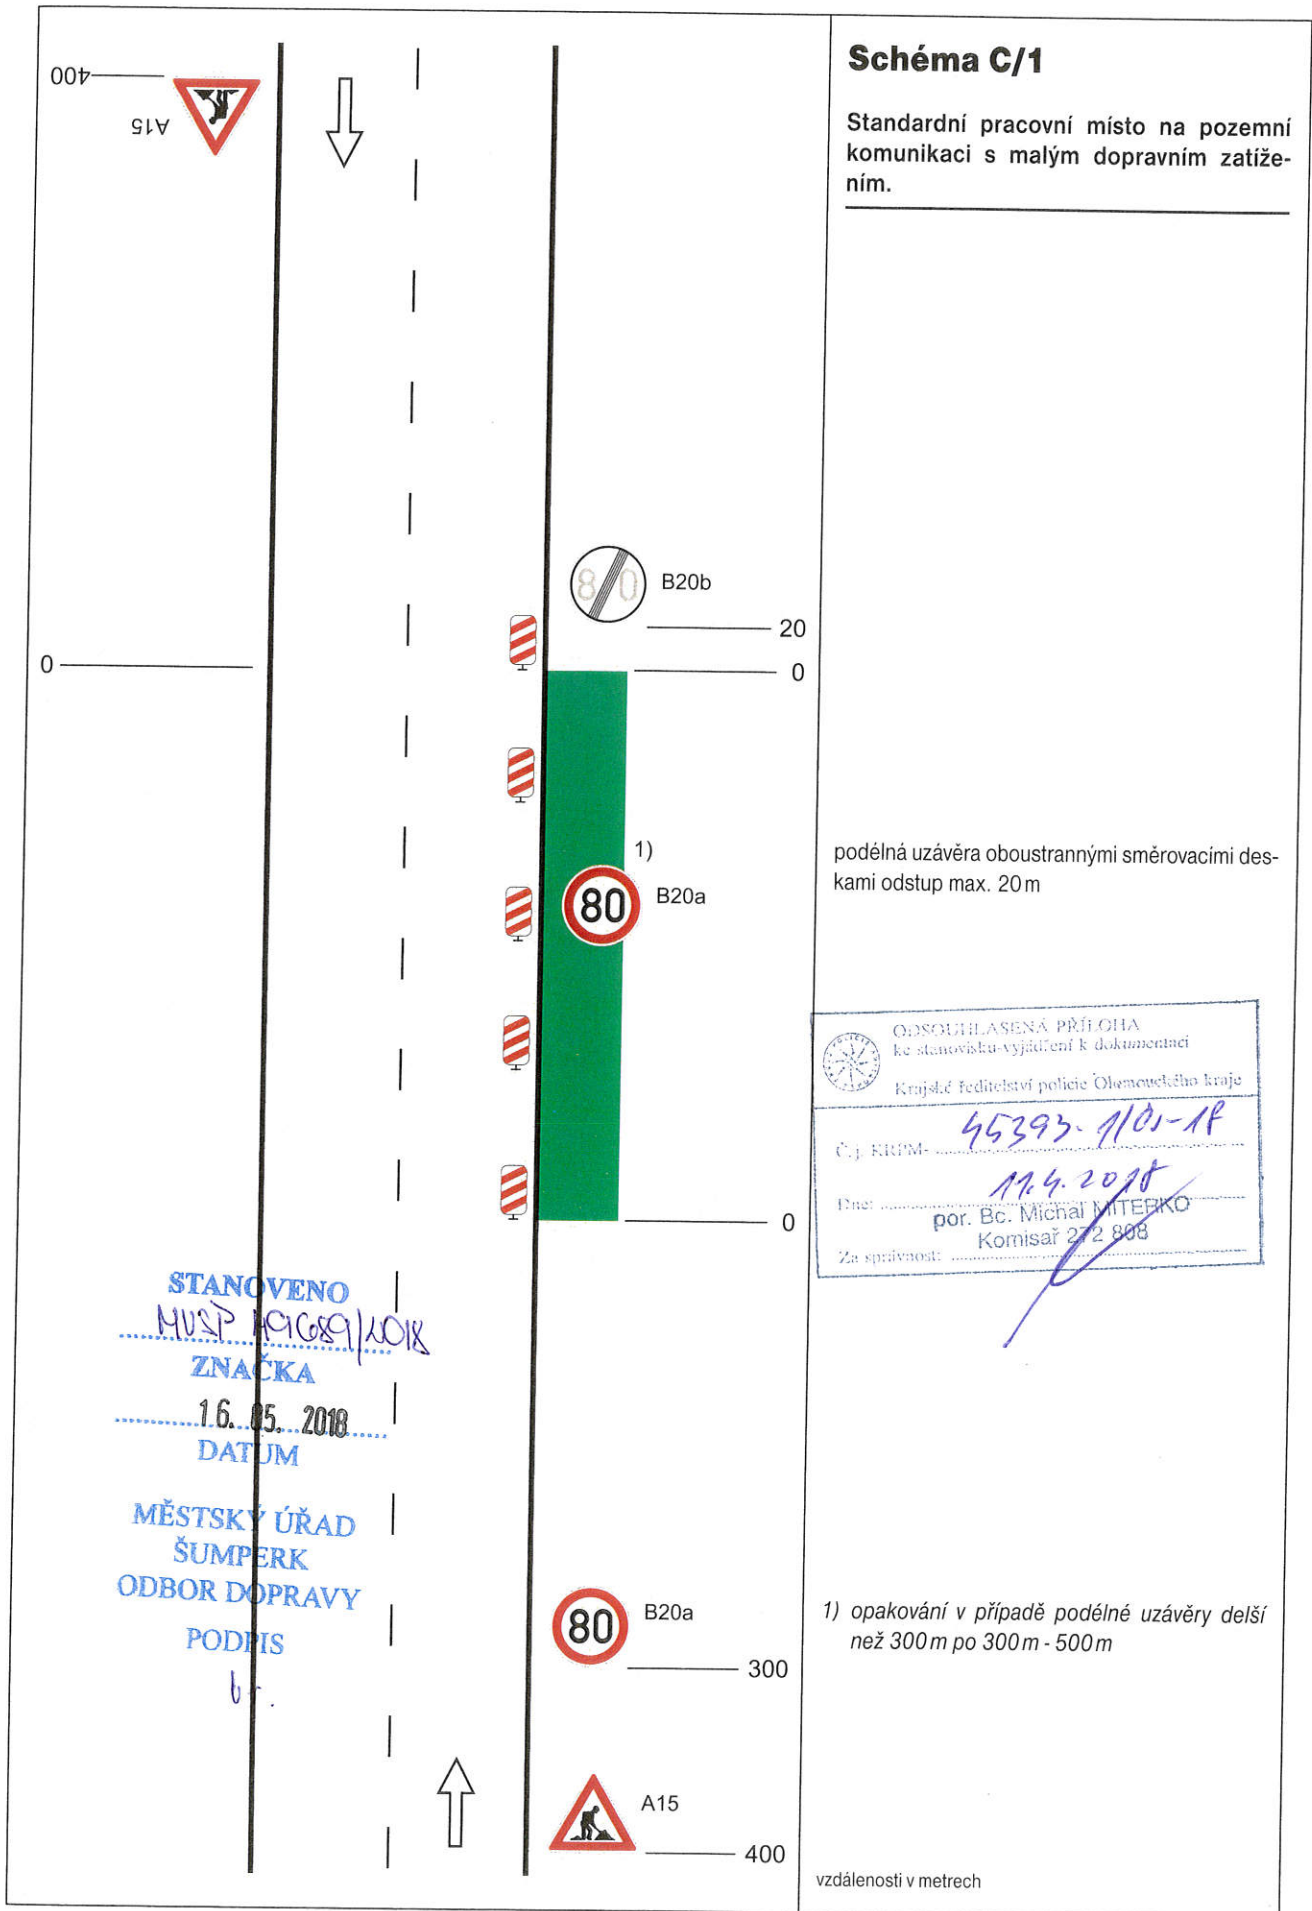 Schéma C/1
Standardní pracovní místo na pozemní
komunikaci s malým dopravním zatíže-
ním.
400
A15
B20b
8 0
20
0
0
1)
80
B20a
podélná uzávěra oboustrannými směrovacími des-
kami odstup max. 20 m
ODSOUHLASENÁ PŘÍLOHA
ke stanovisku-vyjádření k dokumentaci
Krajské ředitelství policie Olomouckého kraje
Č.j. KRPM- 45393-1/ČJ-18
Dne: 11.4.2018
por. Bc. Michal MITERKO
Komisař 272 808
Za správnost:
0
STANOVENO
MUSP 49689/2018
ZNAČKA
16. 05. 2018
DATUM
MĚSTSKÝ ÚŘAD
ŠUMPERK
ODBOR DOPRAVY
PODPIS
80
B20a
300
1) opakování v případě podélné uzávěry delší
než 300 m po 300 m - 500 m
A15
400
vzdálenosti v metrech